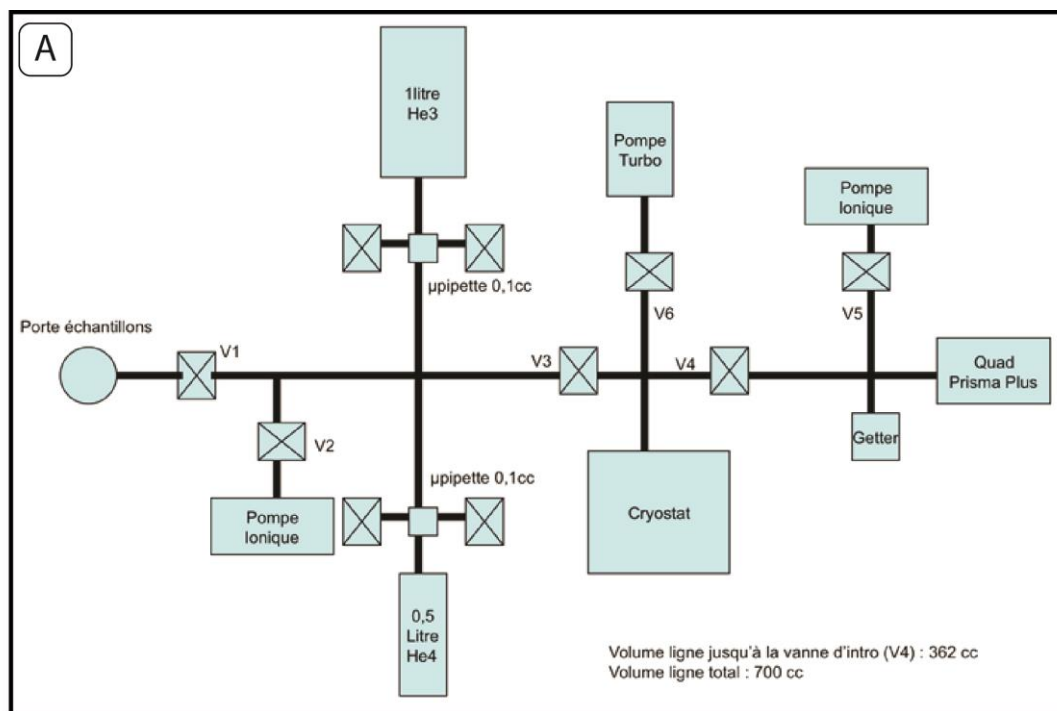 A
1litre
He3
Pompe
Turbo
Pompe
Ionique
µpipette 0,1cc
V6
V5
Porte échantillons
V1
V3
V4
Quad
Prisma Plus
V2
Getter
µpipette 0,1cc
Pompe
Ionique
Cryostat
0,5
Litre
He4
Volume ligne jusqu'à la vanne d'intro (V4) : 362 cc
Volume ligne total : 700 cc